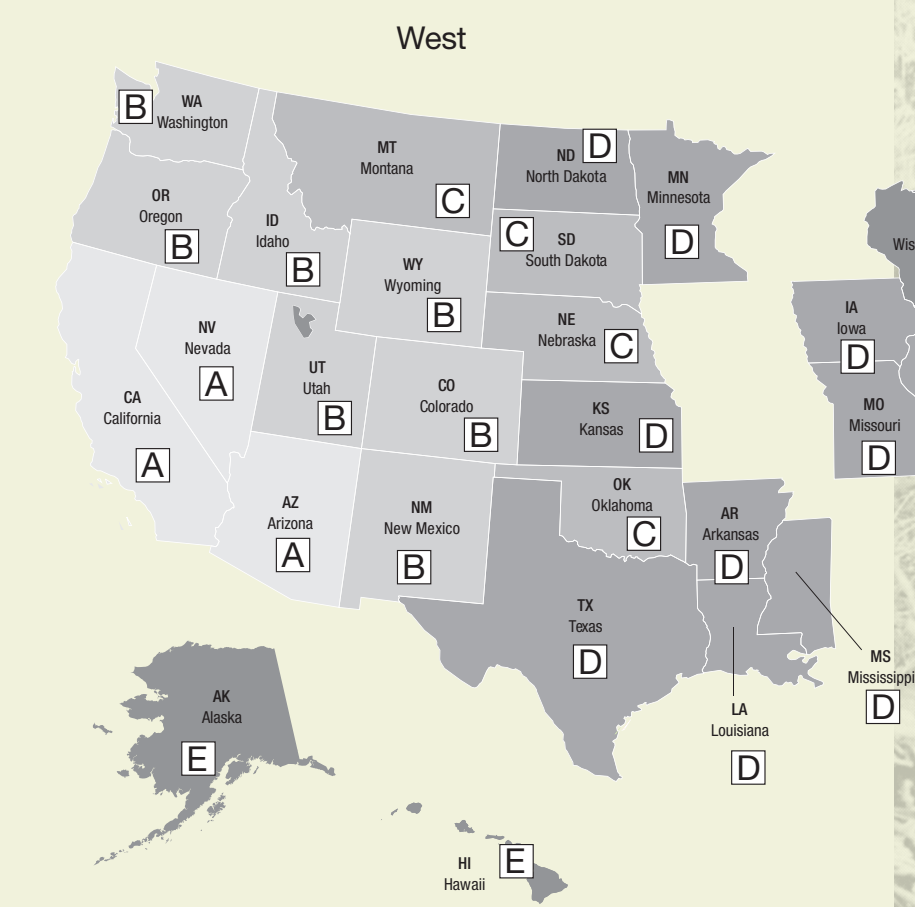 West
B
WA
Washington
MT
Montana
C
ND
North Dakota
D
MN
Minnesota
D
OR
Oregon
B
ID
Idaho
B
C
SD
South Dakota
Wis
WY
Wyoming
B
NV
Nevada
A
NE
Nebraska
C
IA
Iowa
D
UT
Utah
B
CO
Colorado
B
CA
California
A
KS
Kansas
D
MO
Missouri
D
AZ
Arizona
A
NM
New Mexico
B
OK
Oklahoma
C
AR
Arkansas
D
TX
Texas
D
MS
Mississippi
D
AK
Alaska
E
LA
Louisiana
D
HI
Hawaii
E